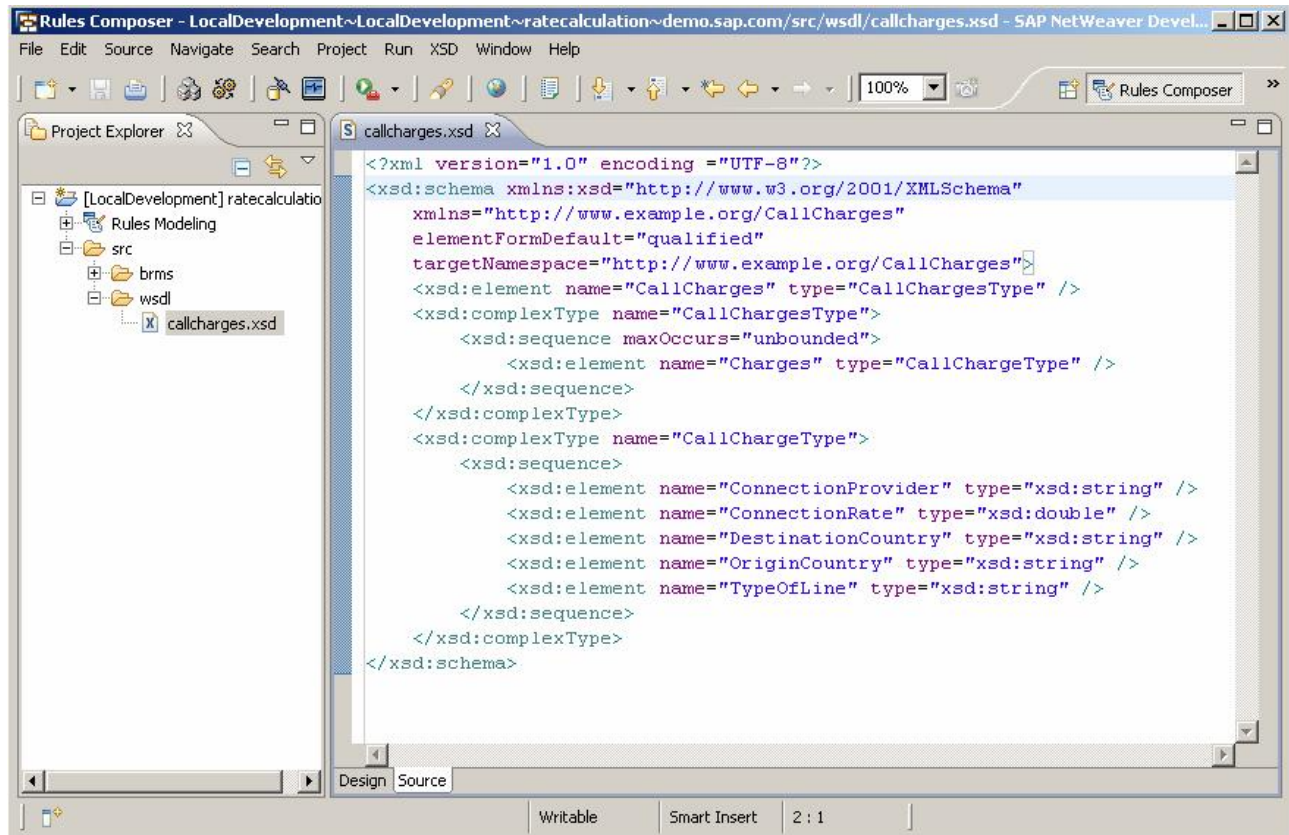 Rules Composer - LocalDevelopment~LocalDevelopment~ratecalculation~demo.sap.com/src/wsdl/callcharges.xsd - SAP NetWeaver Devel...
File Edit Source Navigate Search Project Run XSD Window Help
100%
Rules Composer
»
Project Explorer
S callcharges.xsd
[LocalDevelopment] ratecalculatio
Rules Modeling
src
brms
wsdl
X callcharges.xsd
<?xml version="1.0" encoding ="UTF-8"?>
<xsd:schema xmlns:xsd="http://www.w3.org/2001/XMLSchema"
xmlns="http://www.example.org/CallCharges"
elementFormDefault="qualified"
targetNamespace="http://www.example.org/CallCharges">
<xsd:element name="CallCharges" type="CallChargesType" />
<xsd:complexType name="CallChargesType">
<xsd:sequence maxOccurs="unbounded">
<xsd:element name="Charges" type="CallChargeType" />
</xsd:sequence>
</xsd:complexType>
<xsd:complexType name="CallChargeType">
<xsd:sequence>
<xsd:element name="ConnectionProvider" type="xsd:string" />
<xsd:element name="ConnectionRate" type="xsd:double" />
<xsd:element name="DestinationCountry" type="xsd:string" />
<xsd:element name="OriginCountry" type="xsd:string" />
<xsd:element name="TypeOfLine" type="xsd:string" />
</xsd:sequence>
</xsd:complexType>
</xsd:schema>
Design Source
Writable Smart Insert 2 : 1